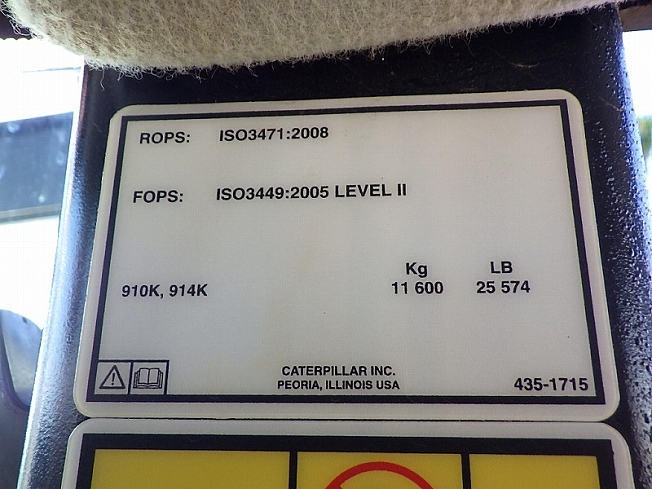 ROPS: ISO3471:2008
FOPS: ISO3449:2005 LEVEL II
Kg LB
910K, 914K 11 600 25 574
CATERPILLAR INC.
PEORIA, ILLINOIS USA
435-1715